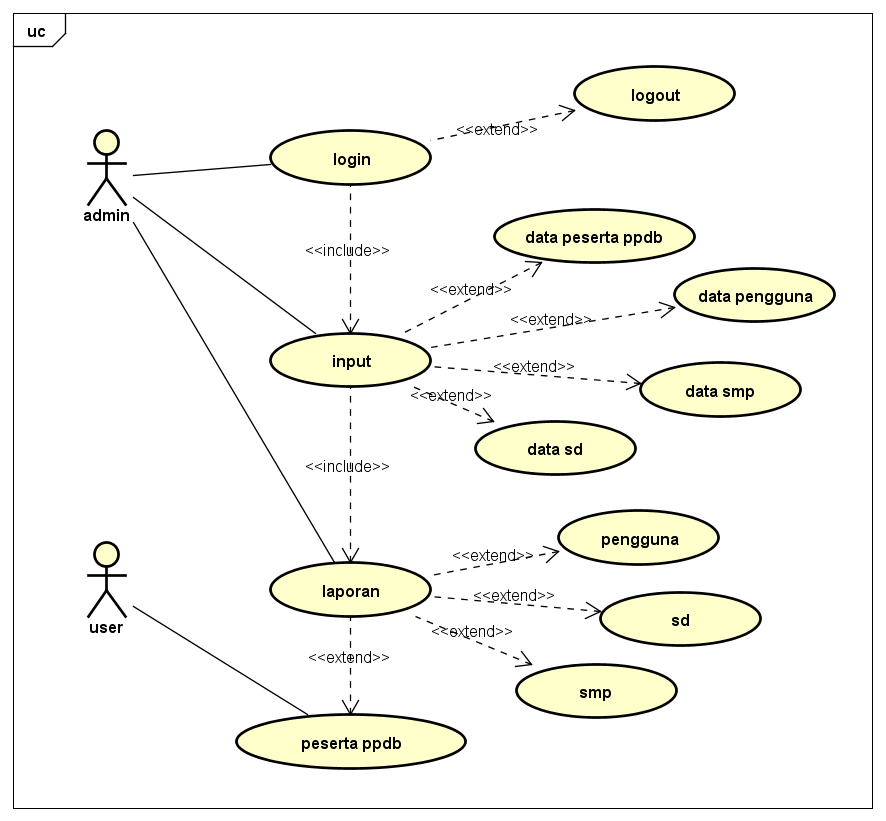 uc
logout
<<extend>>
login
admin
<<include>>
data peserta ppdb
<<extend>>
data pengguna
<<extend>>
input
<<extend>>
data smp
<<extend>>
data sd
<<include>>
pengguna
<<extend>>
laporan
<<extend>>
sd
user
<<extend>>
<<extend>>
smp
peserta ppdb